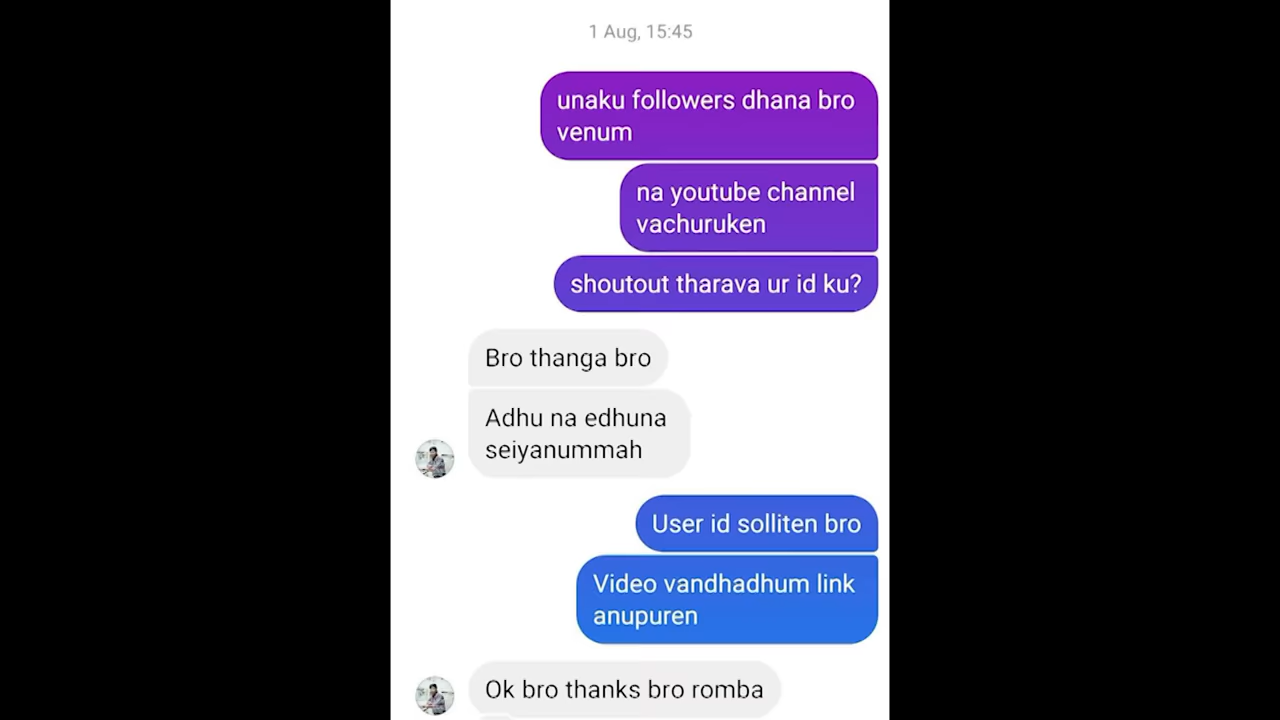 1 Aug, 15:45
unaku followers dhana bro
venum
na youtube channel
vachuruken
shoutout tharava ur id ku?
Bro thanga bro
Adhu na edhuna
seiyanummah
User id solliten bro
Video vandhadhum link
anupuren
Ok bro thanks bro romba